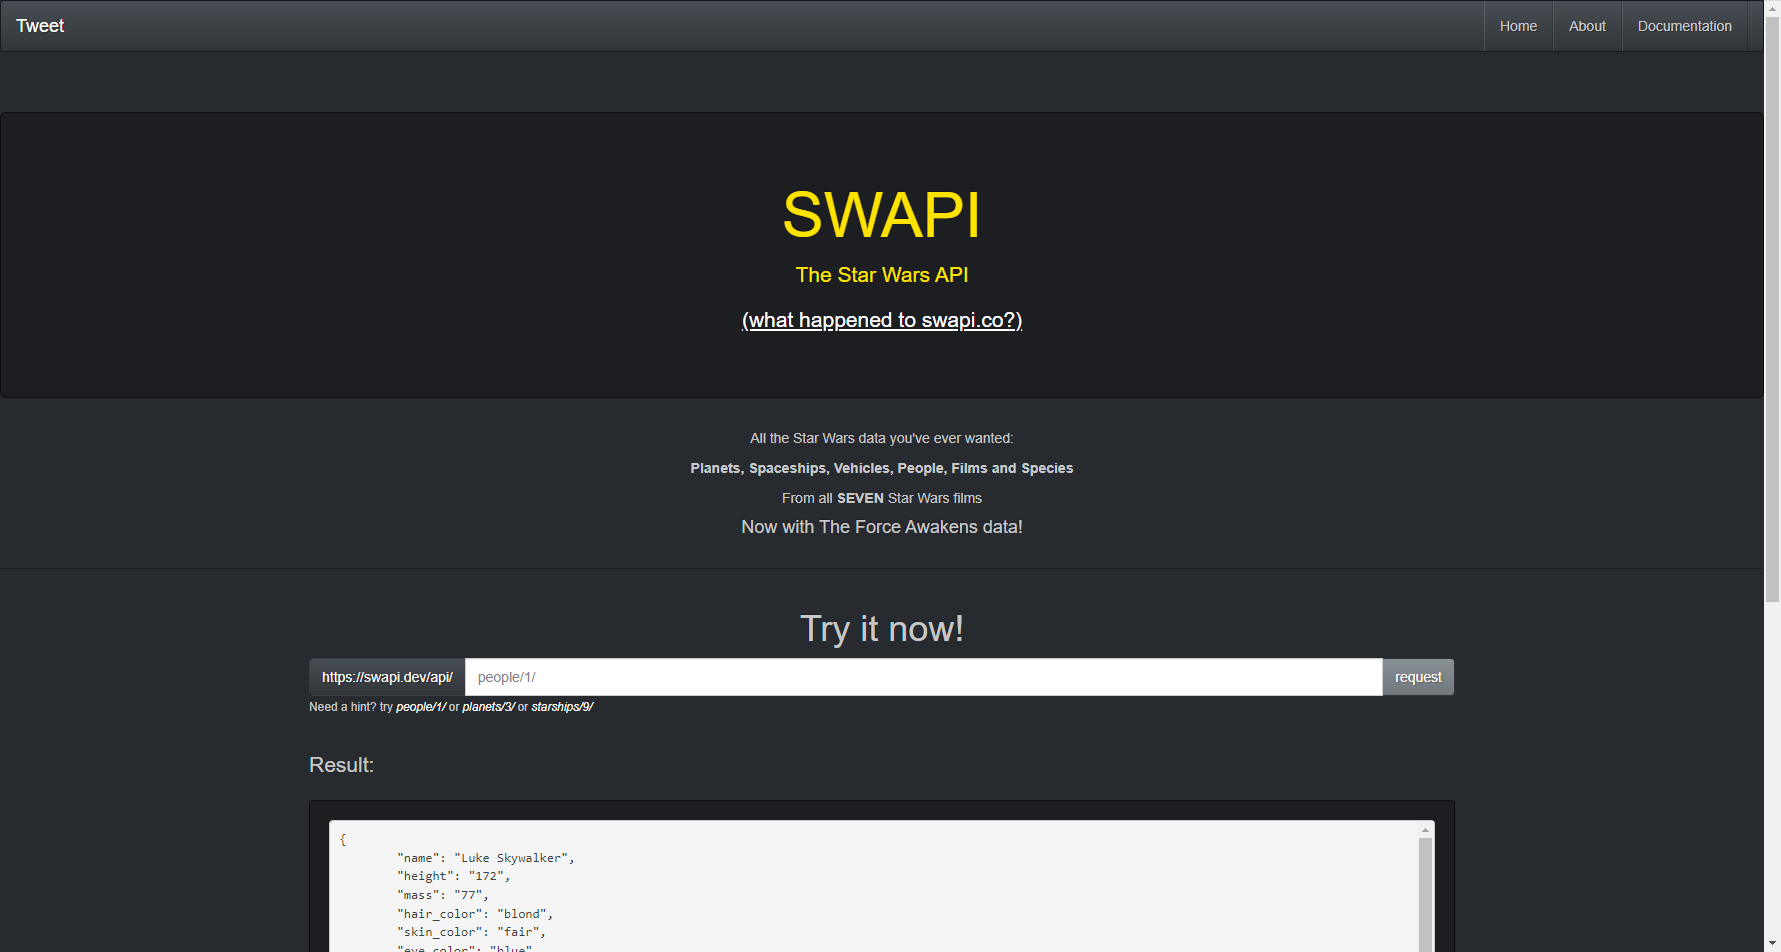 Tweet
Home
About
Documentation
SWAPI
The Star Wars API
(what happened to swapi.co?)
All the Star Wars data you've ever wanted:
Planets, Spaceships, Vehicles, People, Films and Species
From all SEVEN Star Wars films
Now with The Force Awakens data!
Try it now!
https://swapi.dev/api/ people/1/ request
Need a hint? try people/1/ or planets/3/ or starships/9/
Result:
{
"name": "Luke Skywalker",
"height": "172",
"mass": "77",
"hair_color": "blond",
"skin_color": "fair",
"eye_color": "blue"